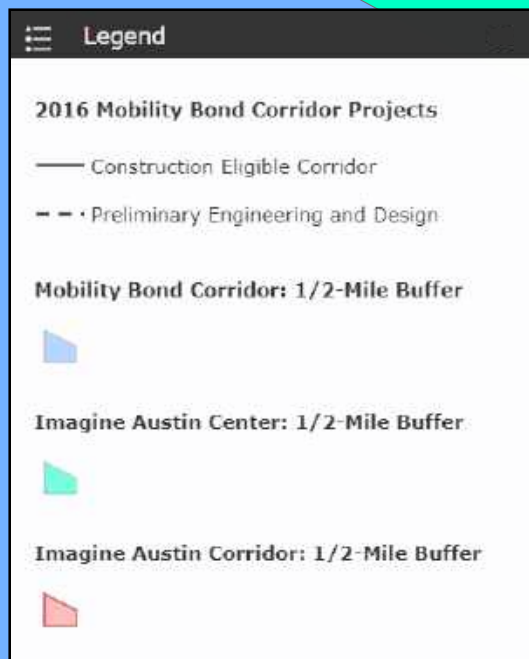 Legend
2016 Mobility Bond Corridor Projects
Construction Eligible Corridor
Preliminary Engineering and Design
Mobility Bond Corridor: 1/2-Mile Buffer
Imagine Austin Center: 1/2-Mile Buffer
Imagine Austin Corridor: 1/2-Mile Buffer